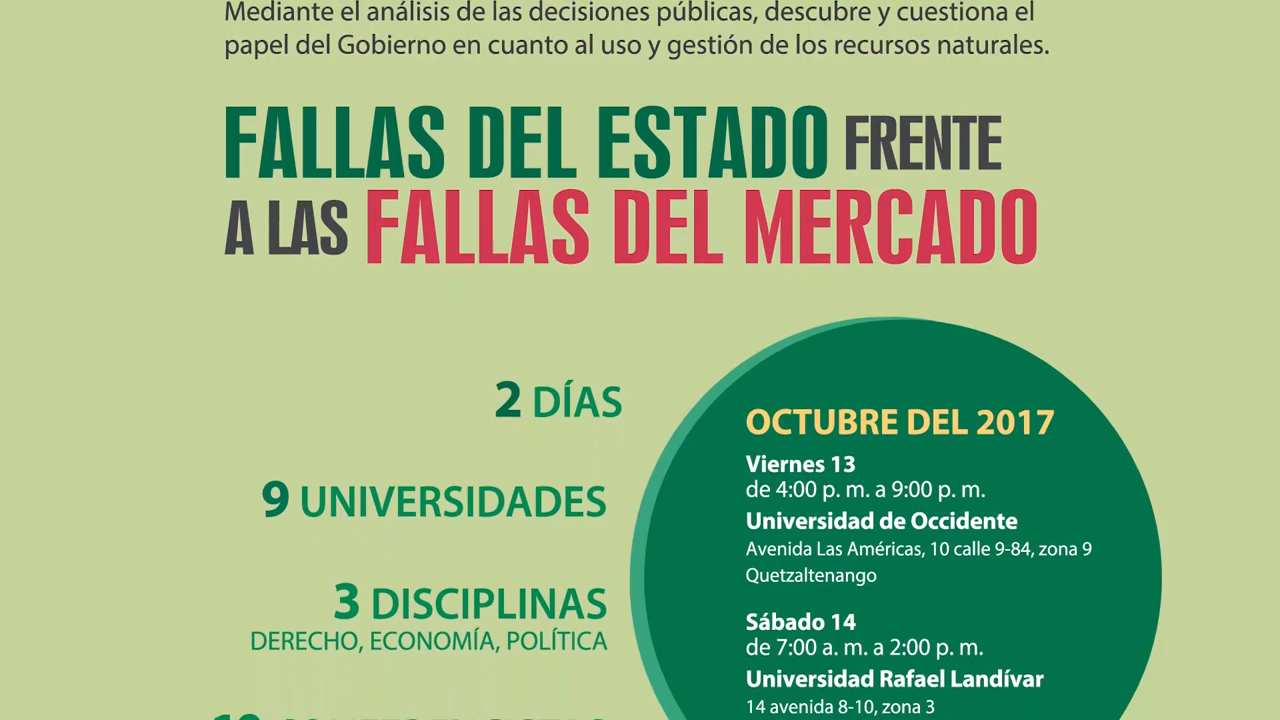 Mediante el análisis de las decisiones públicas, descubre y cuestiona el
papel del Gobierno en cuanto al uso y gestión de los recursos naturales.
FALLAS DEL ESTADO FRENTE
A LAS FALLAS DEL MERCADO
2 DÍAS
9 UNIVERSIDADES
3 DISCIPLINAS
DERECHO, ECONOMÍA, POLÍTICA
OCTUBRE DEL 2017
Viernes 13
de 4:00 p. m. a 9:00 p. m.
Universidad de Occidente
Avenida Las Américas, 10 calle 9-84, zona 9
Quetzaltenango
Sábado 14
de 7:00 a. m. a 2:00 p. m.
Universidad Rafael Landívar
14 avenida 8-10, zona 3